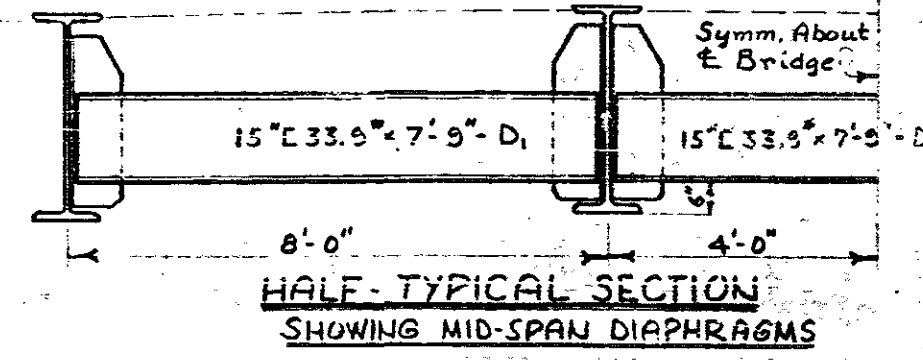 Symm. About
℄ Bridge
15"[ 33.9# x 7'-9"- D₁
15"[ 33.9# x 7'-9"- D
6"
8'-0"
4'-0"
HALF- TYPICAL SECTION
SHOWING MID-SPAN DIAPHRAGMS